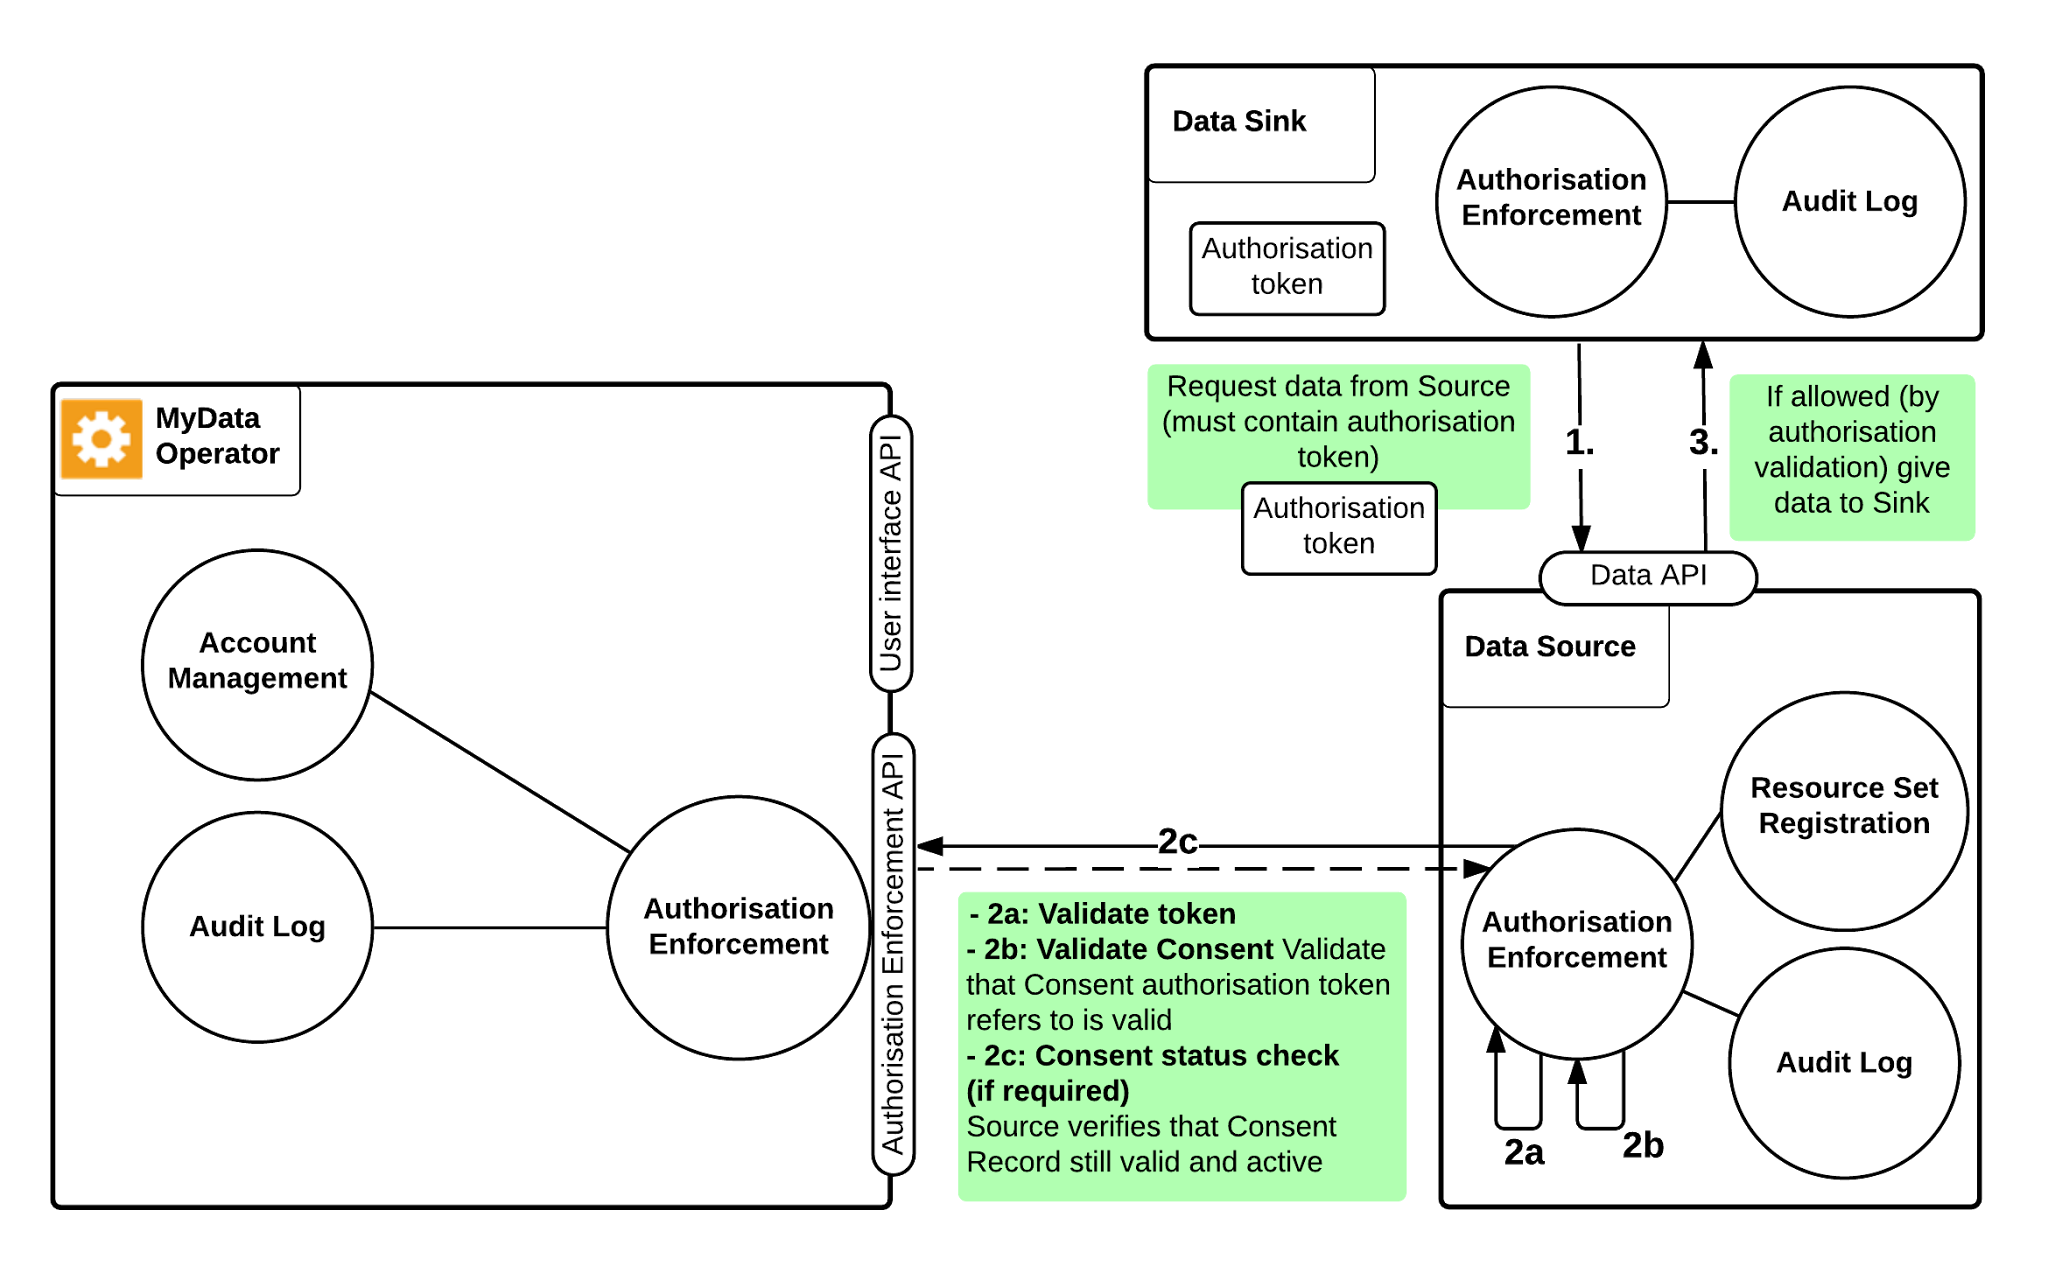 Data Sink
Authorisation
Enforcement
Audit Log
Authorisation
token
Request data from Source
(must contain authorisation
token)
Authorisation
token
1.
3.
If allowed (by
authorisation
validation) give
data to Sink
MyData
Operator
User interface API
Account
Management
Audit Log
Authorisation
Enforcement
Authorisation Enforcement API
2c
- 2a: Validate token
- 2b: Validate Consent Validate
that Consent authorisation token
refers to is valid
- 2c: Consent status check
(if required)
Source verifies that Consent
Record still valid and active
Data API
Data Source
Resource Set
Registration
Authorisation
Enforcement
Audit Log
2a
2b